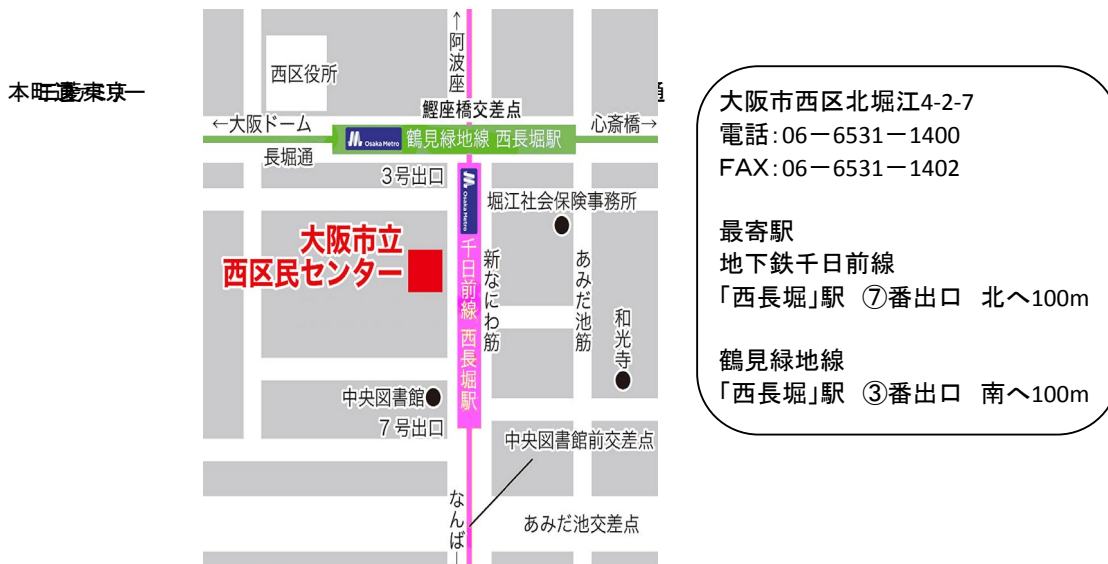 ↑阿波座
西区役所
鰹座橋交差点
←大阪ドーム
心斎橋→
Osaka Metro 鶴見緑地線 西長堀駅
長堀通
3号出口
Osaka Metro 千日前線 西長堀駅
堀江社会保険事務所
大阪市立
西区民センター
新なにわ筋
あみだ池筋
和光寺
中央図書館
7号出口
中央図書館前交差点
なんば→
あみだ池交差点
通
大阪市西区北堀江4-2-7
電話:06-6531-1400
FAX:06-6531-1402
最寄駅
地下鉄千日前線
「西長堀」駅 ⑦番出口 北へ100m
鶴見緑地線
「西長堀」駅 ③番出口 南へ100m